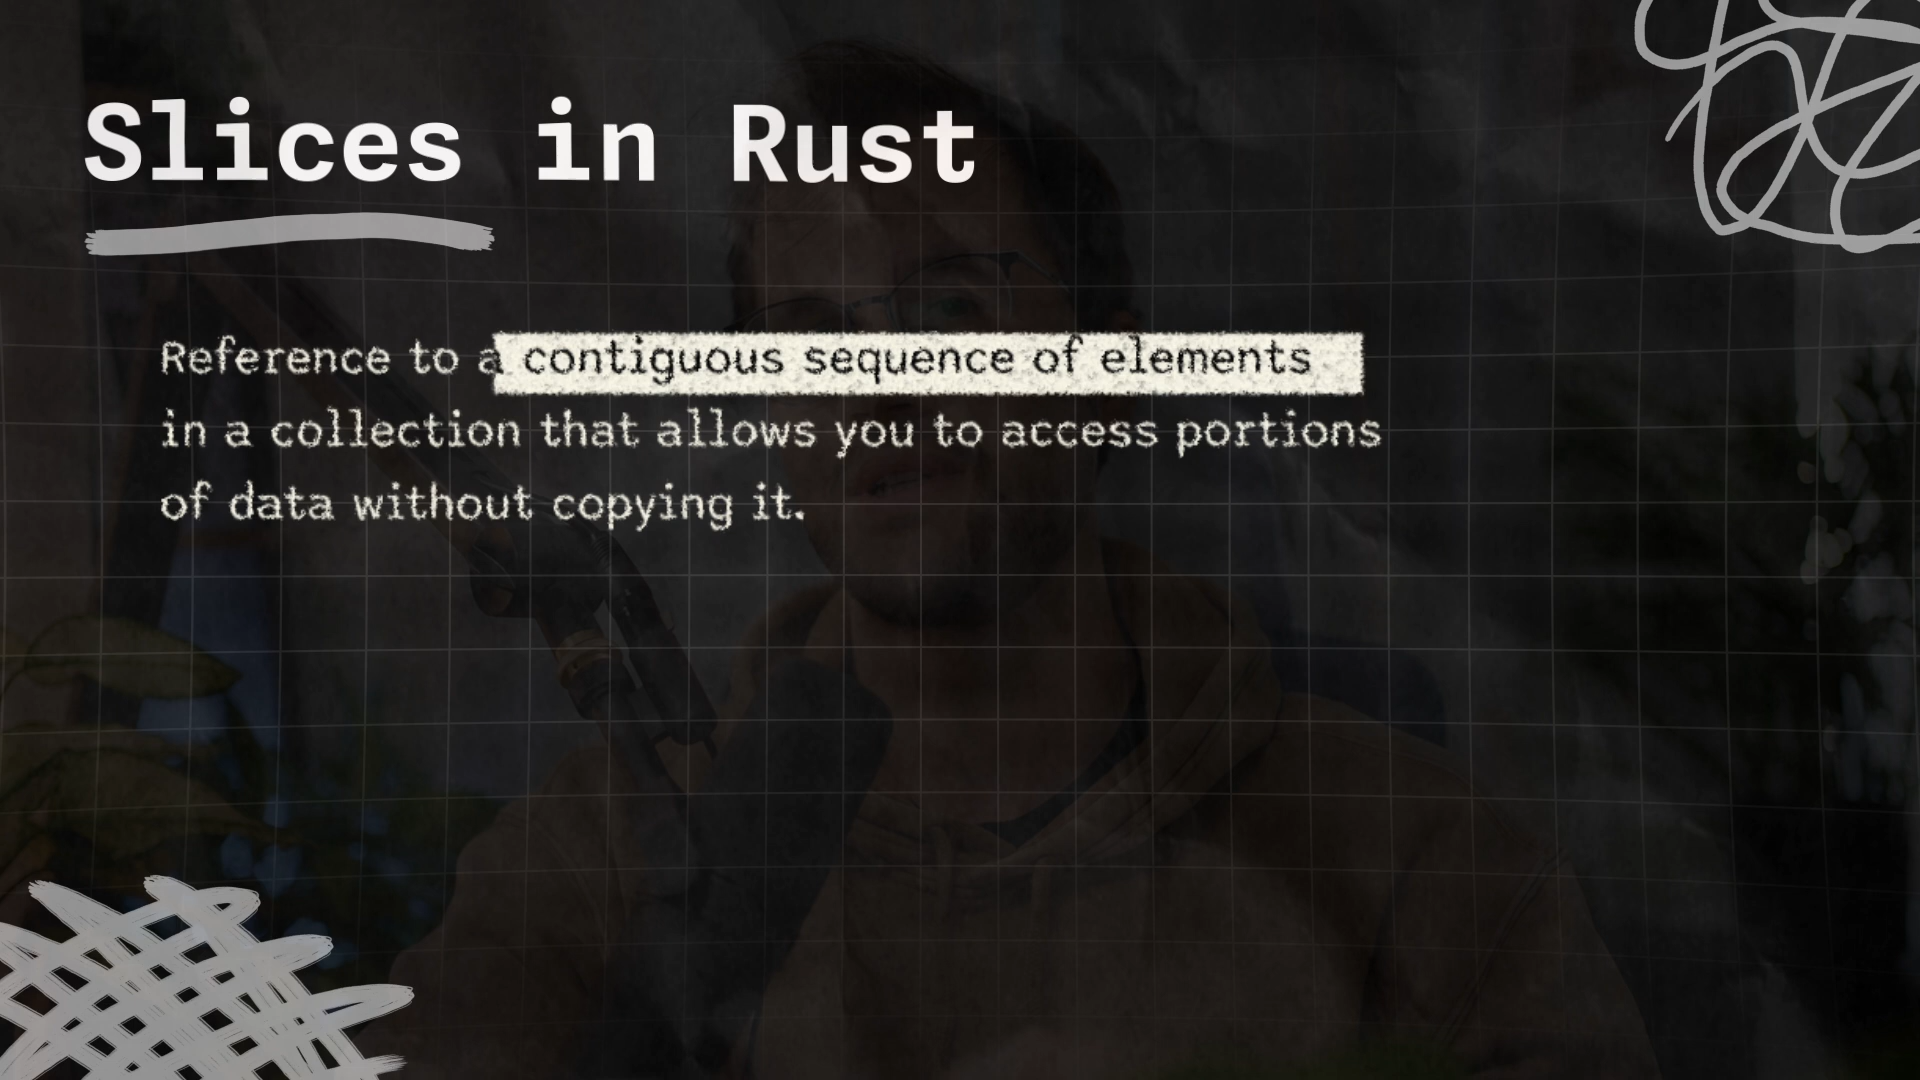 Slices in Rust
Reference to a contiguous sequence of elements
in a collection that allows you to access portions
of data without copying it.